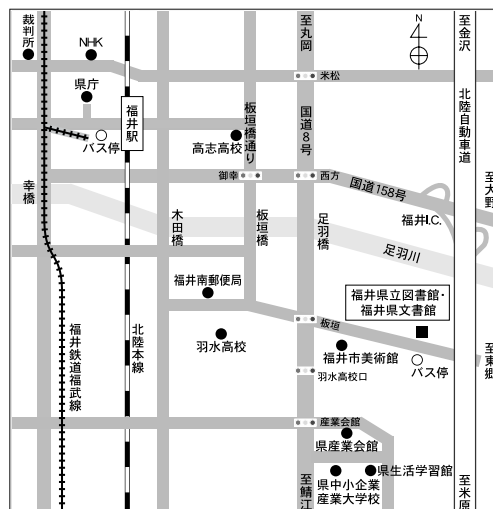 裁判所
NHK
至丸岡
N
至金沢
米松
県庁
福井駅
バス停
高志高校
板垣橋通り
国道8号
北陸自動車道
御幸
西方
国道158号
至大野
幸橋
木田橋
板垣橋
足羽橋
福井I.C.
足羽川
福井南郵便局
福井県立図書館・
福井県文書館
板垣
羽水高校
福井市美術館
バス停
至東郷
羽水高校口
福井鉄道福武線
北陸本線
産業会館
県産業会館
県生活学習館
県中小企業
産業大学校
至鯖江
至米原